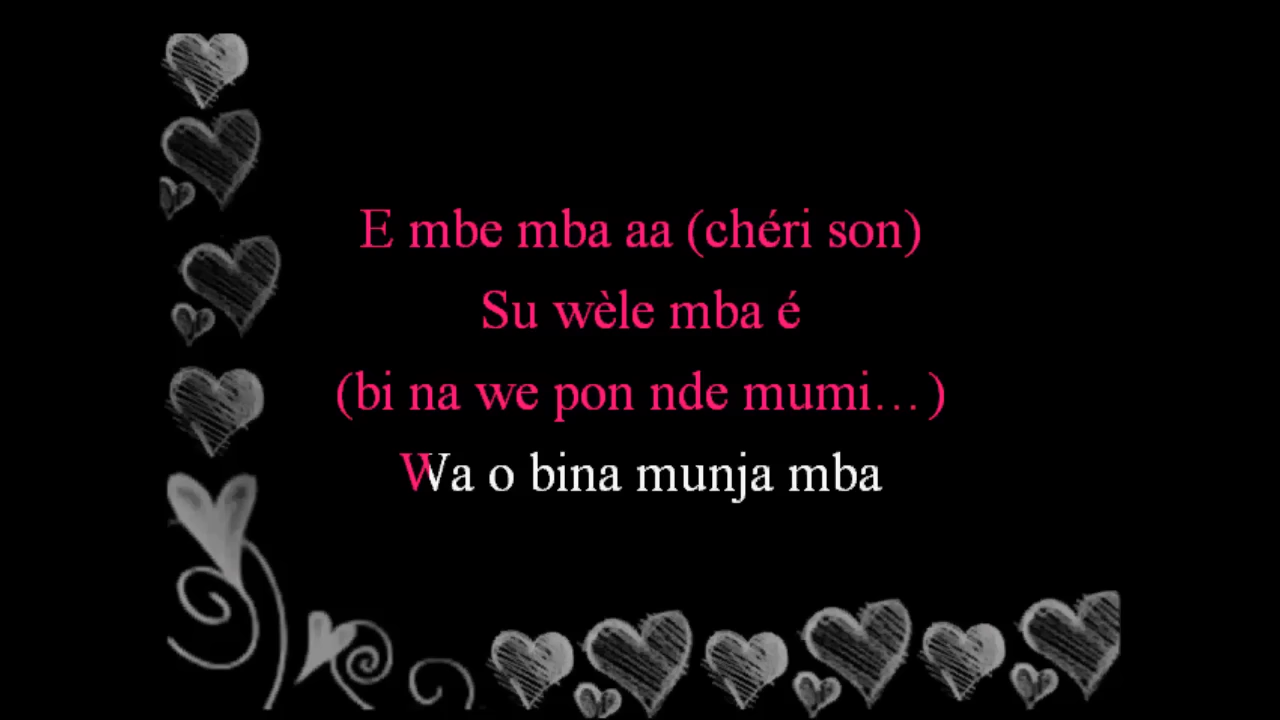 E mbe mba aa (chéri son)
Su wèle mba é
(bi na we pon nde mumi…)
Wa o bina munja mba